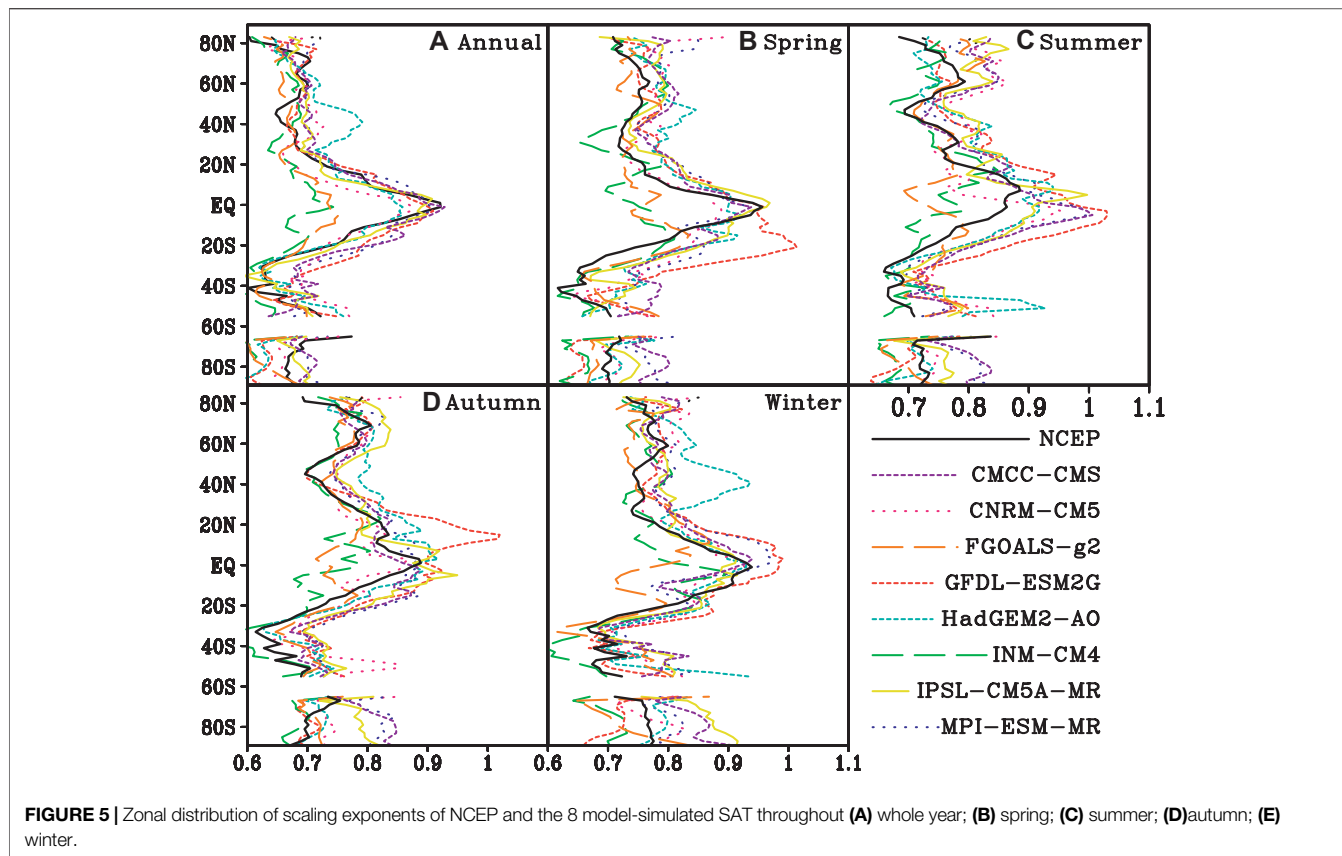 80N
60N
40N
20N
EQ
20S
40S
60S
80S
A Annual
B Spring
C Summer
0.7 0.8 0.9 1 1.1
80N
60N
40N
20N
EQ
20S
40S
60S
80S
D Autumn
Winter
0.6 0.7 0.8 0.9 1
0.6 0.7 0.8 0.9 1 1.1
NCEP
CMCC-CMS
CNRM-CM5
FGOALS-g2
GFDL-ESM2G
HadGEM2-AO
INM-CM4
IPSL-CM5A-MR
MPI-ESM-MR
FIGURE 5 | Zonal distribution of scaling exponents of NCEP and the 8 model-simulated SAT throughout (A) whole year; (B) spring; (C) summer; (D)autumn; (E)
winter.